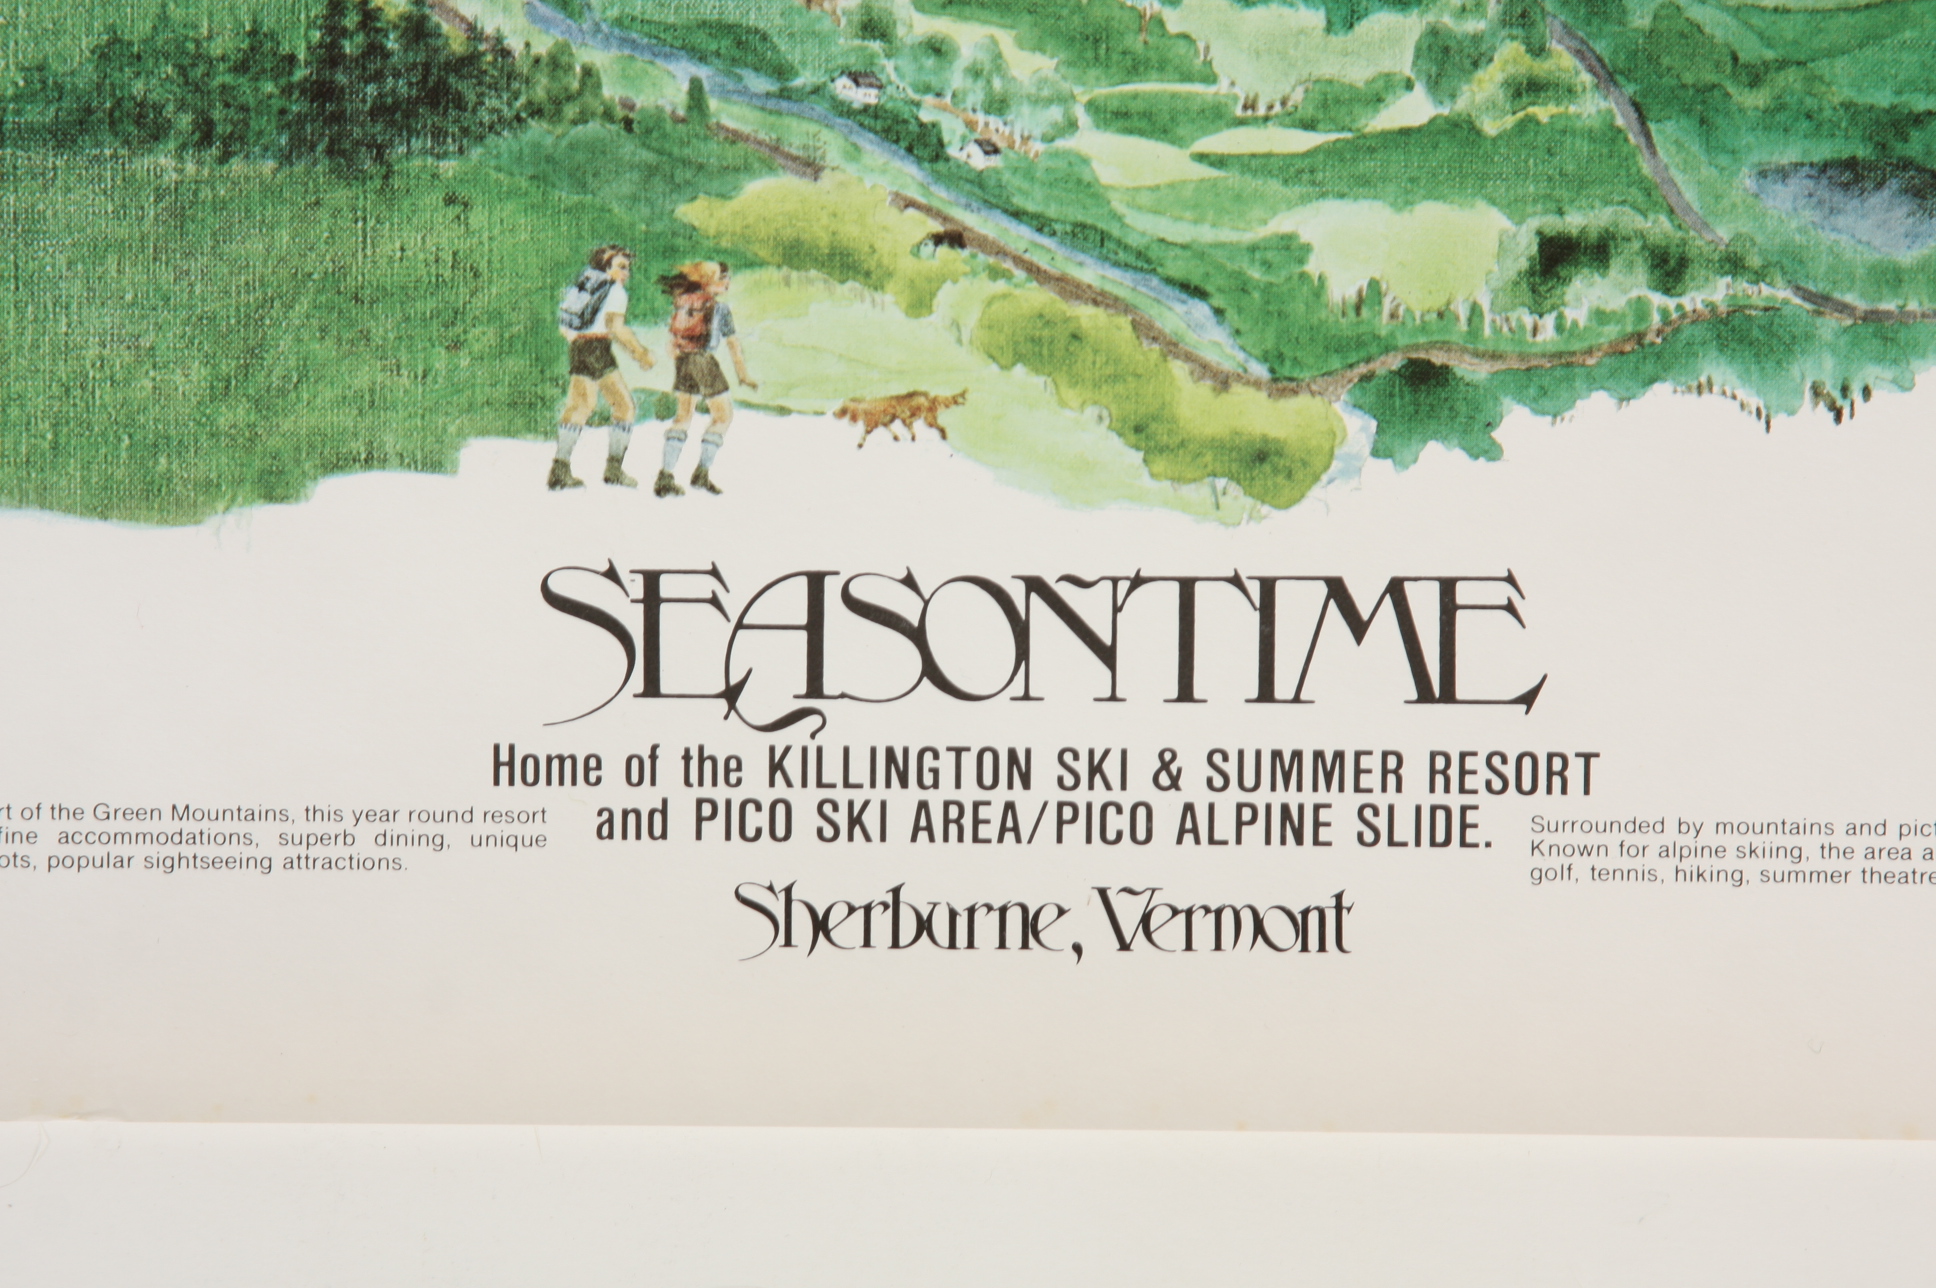 SEASONTIME
Home of the KILLINGTON SKI & SUMMER RESORT
and PICO SKI AREA/PICO ALPINE SLIDE.
Sherburne, Vermont
of the Green Mountains, this year round resort
accommodations, superb dining, unique
popular sightseeing attractions.
Surrounded by mountains and
Known for alpine skiing, the area
golf, tennis, hiking, summer theatre